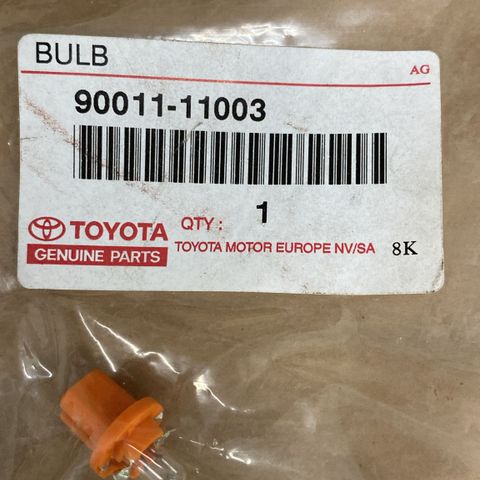 BULB
AG
90011-11003
TOYOTA
GENUINE PARTS
QTY : 1
TOYOTA MOTOR EUROPE NV/SA 8K